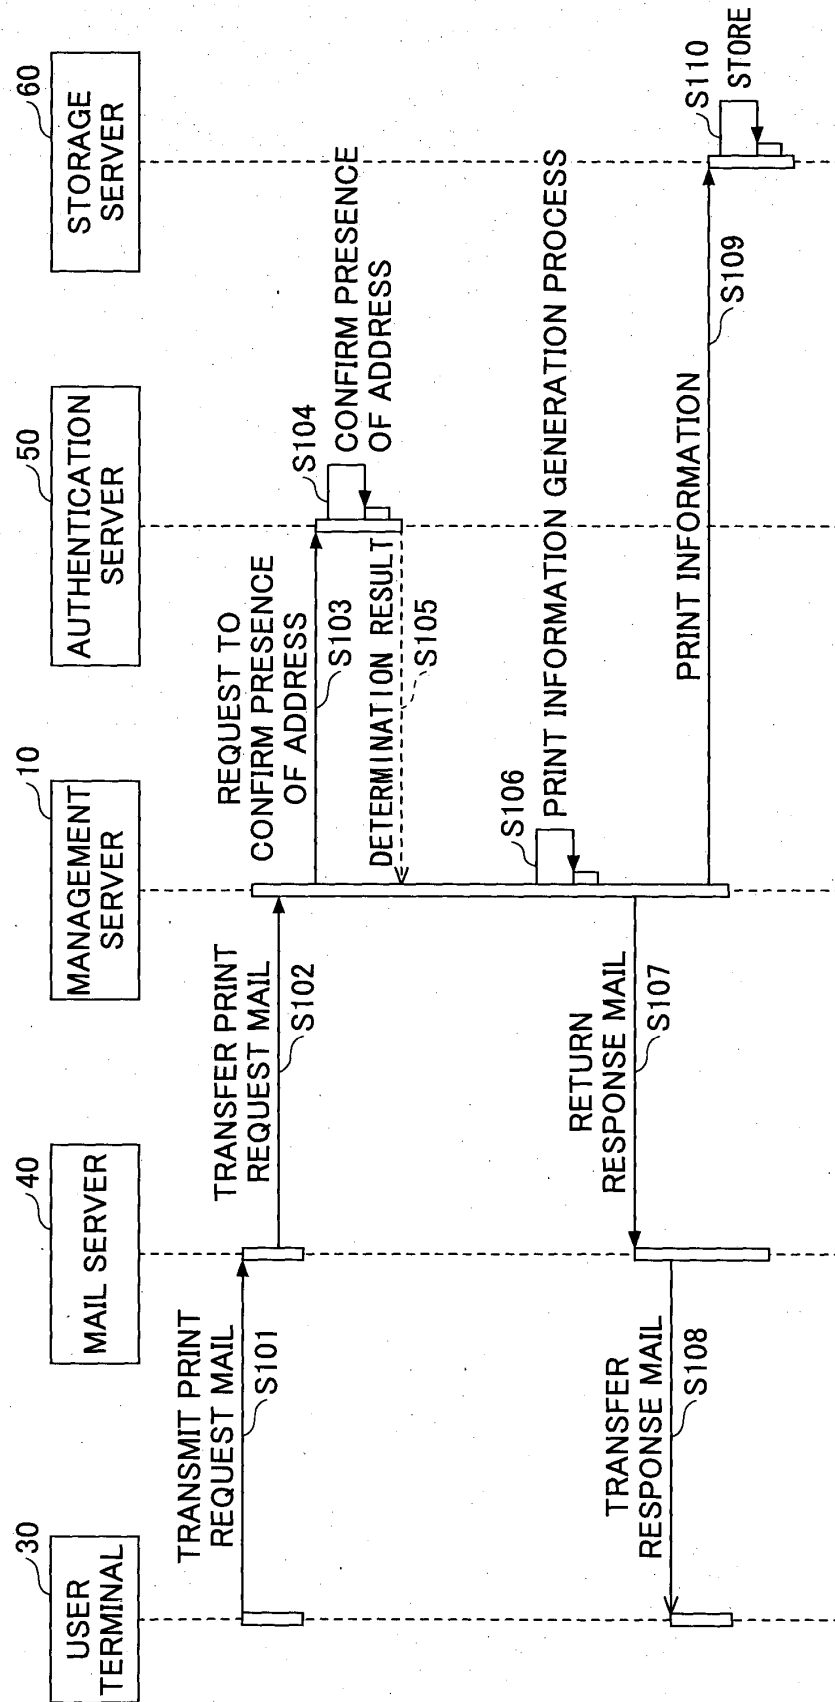 30
USER
TERMINAL
40
MAIL SERVER
10
MANAGEMENT
SERVER
50
AUTHENTICATION
SERVER
60
STORAGE
SERVER
TRANSMIT PRINT
REQUEST MAIL
S101
TRANSFER PRINT
REQUEST MAIL
S102
REQUEST TO
CONFIRM PRESENCE
OF ADDRESS
S103
S104
CONFIRM PRESENCE
OF ADDRESS
DETERMINATION RESULT
S105
S106
PRINT INFORMATION GENERATION PROCESS
RETURN
RESPONSE MAIL
S107
TRANSFER
RESPONSE MAIL
S108
PRINT INFORMATION
S109
S110
STORE